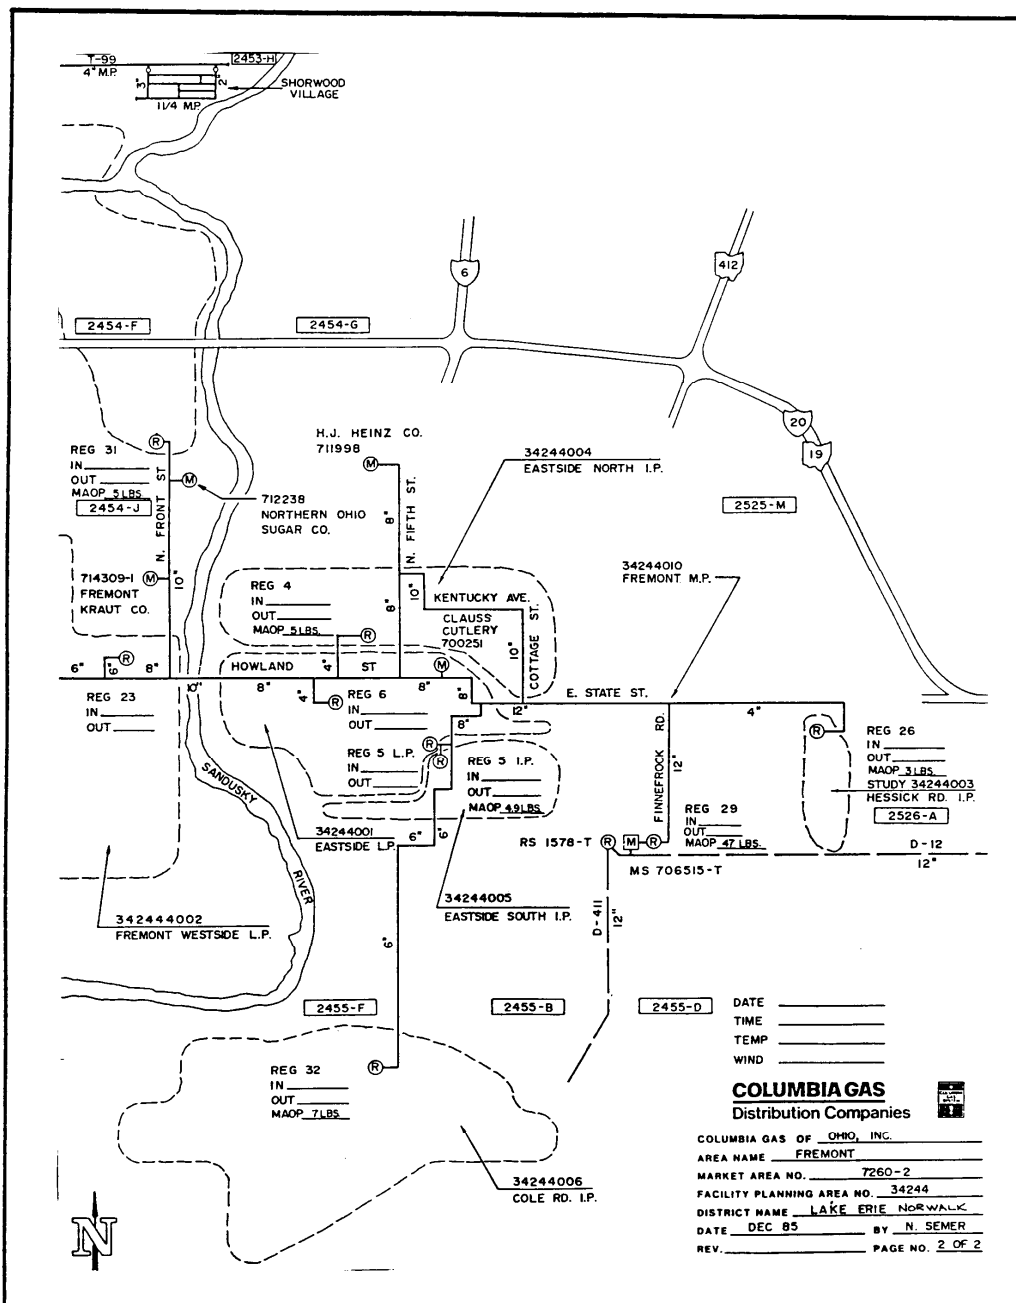 T-99
4" M.P.
2453-H
3"
2"
SHORWOOD
VILLAGE
1 1/4 M.P.
6
412
2454-F
2454-G
20
19
H.J. HEINZ CO.
711998
REG 31
IN
OUT
MAOP 5 LBS.
2454-J
N. FRONT ST
10"
712238
NORTHERN OHIO
SUGAR CO.
8"
N. FIFTH ST.
34244004
EASTSIDE NORTH I.P.
2525-M
714309-1
FREMONT
KRAUT CO.
REG 4
IN
OUT
MAOP 5 LBS.
8"
10"
KENTUCKY AVE.
CLAUSS
CUTLERY
700251
10"
COTTAGE ST.
34244010
FREMONT M.P.
6"
6"
8"
HOWLAND
4"
ST
10"
8"
4"
8"
8"
E. STATE ST.
12"
4"
REG 23
IN
OUT
REG 6
IN
OUT
8"
REG 5 L.P.
IN
OUT
REG 5 I.P.
IN
OUT
MAOP 4.9 LBS.
FINNEFROCK RD.
12"
REG 26
IN
OUT
MAOP 3 LBS.
STUDY 34244003
HESSICK RD. I.P.
2526-A
REG 29
IN
OUT
MAOP 47 LBS.
SANDUSKY
RIVER
34244001
EASTSIDE L.P.
6"
6"
RS 1578-T
R
M
R
MS 706515-T
D-12
12"
342444002
FREMONT WESTSIDE L.P.
34244005
EASTSIDE SOUTH I.P.
6"
D-411
12"
2455-F
2455-B
2455-D
REG 32
IN
OUT
MAOP 7 LBS.
34244006
COLE RD. I.P.
N
DATE
TIME
TEMP
WIND
COLUMBIA GAS
Distribution Companies
COLUMBIA GAS OF OHIO, INC.
AREA NAME FREMONT
MARKET AREA NO. 7260-2
FACILITY PLANNING AREA NO. 34244
DISTRICT NAME LAKE ERIE NORWALK
DATE DEC 85 BY N. SEMER
REV. PAGE NO. 2 OF 2